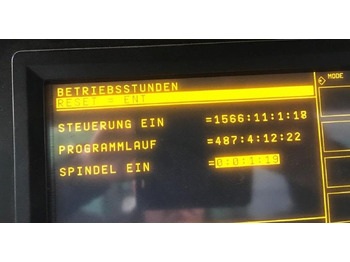 MODE
BETRIEBSSTUNDEN
RESET = ENT
STEUERUNG EIN =1566:11:1:18
PROGRAMMLAUF =487:4:12:22
SPINDEL EIN =0:0:1:19